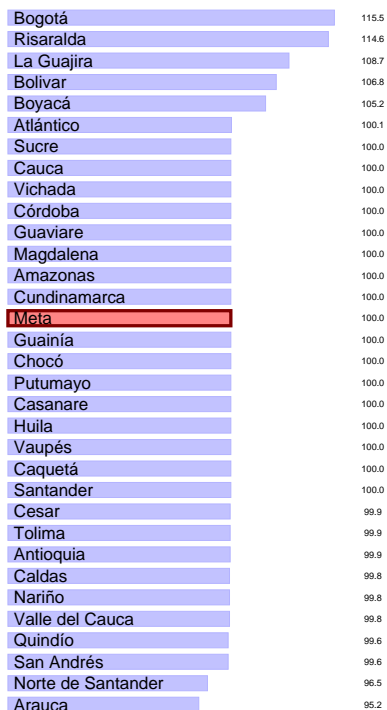 Bogotá 115.5
Risaralda 114.6
La Guajira 108.7
Bolivar 106.8
Boyacá 105.2
Atlántico 100.1
Sucre 100.0
Cauca 100.0
Vichada 100.0
Córdoba 100.0
Guaviare 100.0
Magdalena 100.0
Amazonas 100.0
Cundinamarca 100.0
Meta 100.0
Guainía 100.0
Chocó 100.0
Putumayo 100.0
Casanare 100.0
Huila 100.0
Vaupés 100.0
Caquetá 100.0
Santander 100.0
Cesar 99.9
Tolima 99.9
Antioquia 99.9
Caldas 99.8
Nariño 99.8
Valle del Cauca 99.8
Quindío 99.6
San Andrés 99.6
Norte de Santander 96.5
Arauca 95.2